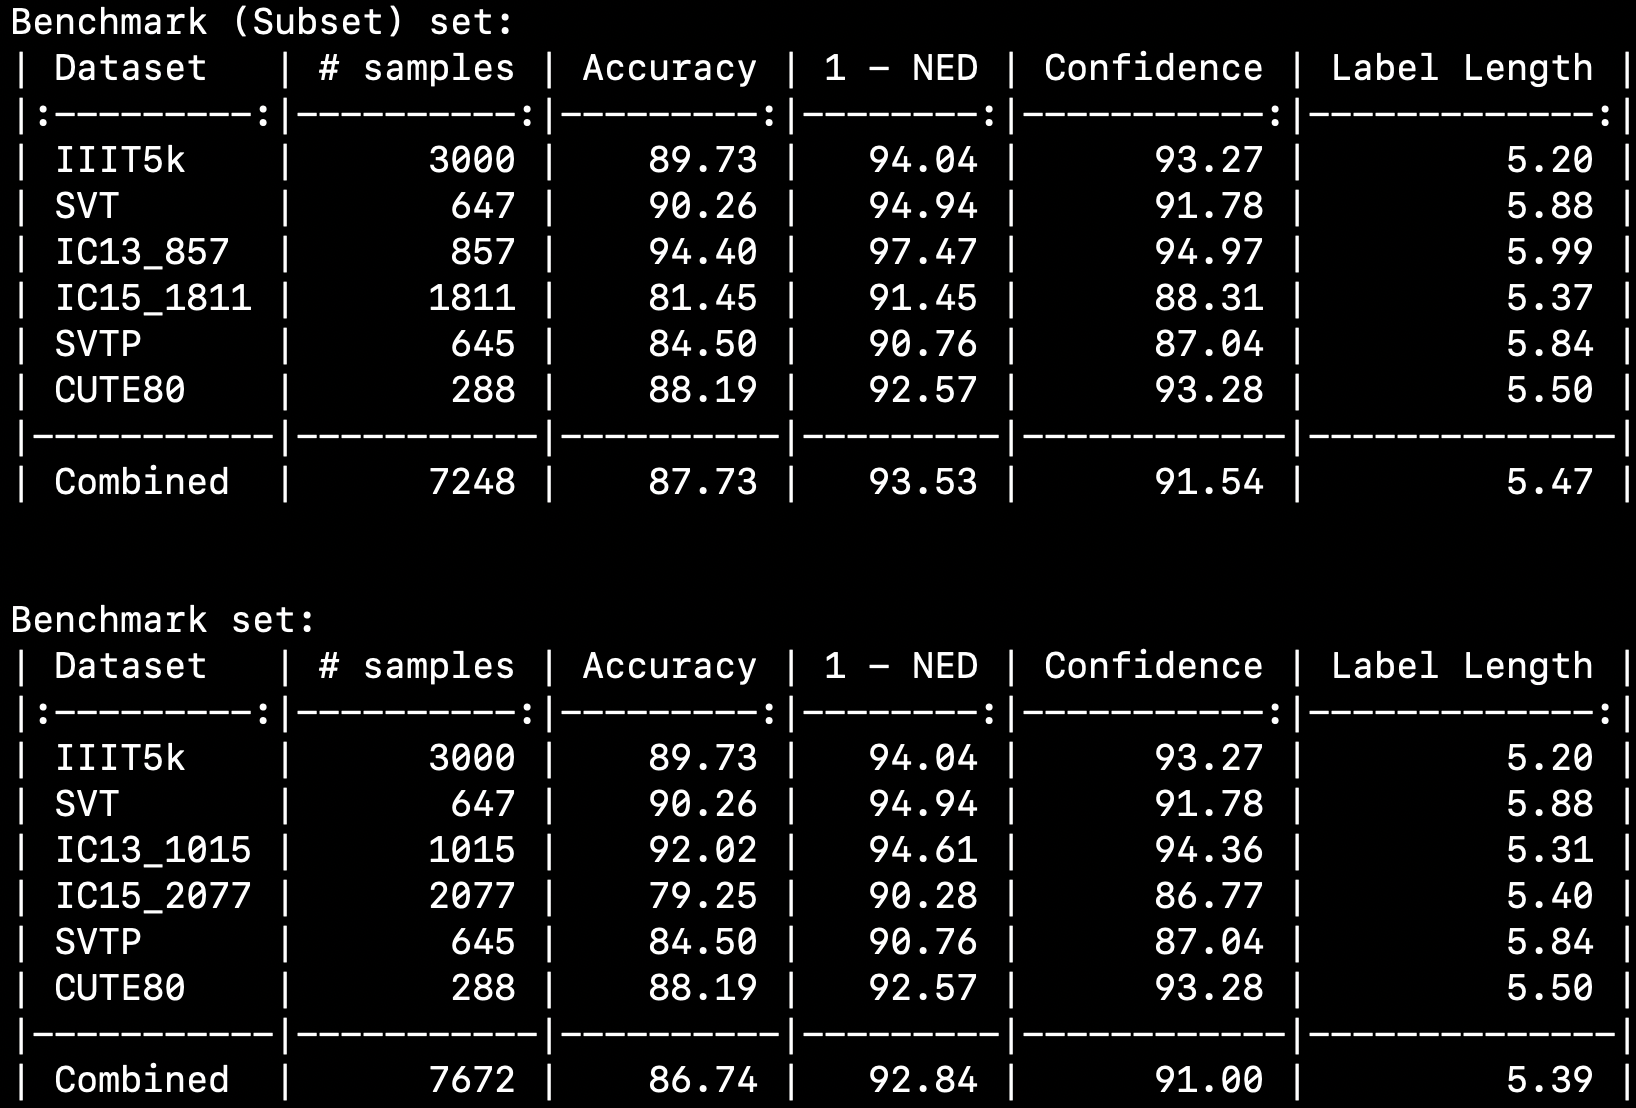 Benchmark (Subset) set:
| Dataset   | # samples | Accuracy | 1 - NED | Confidence | Label Length |
|:---------:|----------:|---------:|--------:|-----------:|-------------:|
| IIIT5k    |      3000 |    89.73 |   94.04 |      93.27 |         5.20 |
| SVT       |       647 |    90.26 |   94.94 |      91.78 |         5.88 |
| IC13_857  |       857 |    94.40 |   97.47 |      94.97 |         5.99 |
| IC15_1811 |      1811 |    81.45 |   91.45 |      88.31 |         5.37 |
| SVTP      |       645 |    84.50 |   90.76 |      87.04 |         5.84 |
| CUTE80    |       288 |    88.19 |   92.57 |      93.28 |         5.50 |
|-----------|-----------|----------|---------|------------|--------------|
| Combined  |      7248 |    87.73 |   93.53 |      91.54 |         5.47 |
Benchmark set:
| Dataset   | # samples | Accuracy | 1 - NED | Confidence | Label Length |
|:---------:|----------:|---------:|--------:|-----------:|-------------:|
| IIIT5k    |      3000 |    89.73 |   94.04 |      93.27 |         5.20 |
| SVT       |       647 |    90.26 |   94.94 |      91.78 |         5.88 |
| IC13_1015 |      1015 |    92.02 |   94.61 |      94.36 |         5.31 |
| IC15_2077 |      2077 |    79.25 |   90.28 |      86.77 |         5.40 |
| SVTP      |       645 |    84.50 |   90.76 |      87.04 |         5.84 |
| CUTE80    |       288 |    88.19 |   92.57 |      93.28 |         5.50 |
|-----------|-----------|----------|---------|------------|--------------|
| Combined  |      7672 |    86.74 |   92.84 |      91.00 |         5.39 |